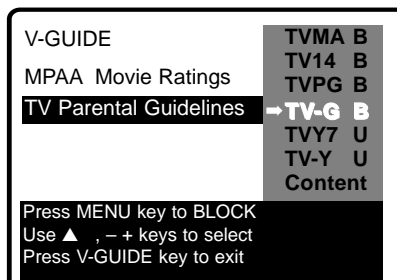 V-GUIDE
MPAA Movie Ratings
TV Parental Guidelines
TVMA B
TV14 B
TVPG B
➡TV-G B
TVY7 U
TV-Y U
Content
Press MENU key to BLOCK
Use ▲ , – + keys to select
Press V-GUIDE key to exit